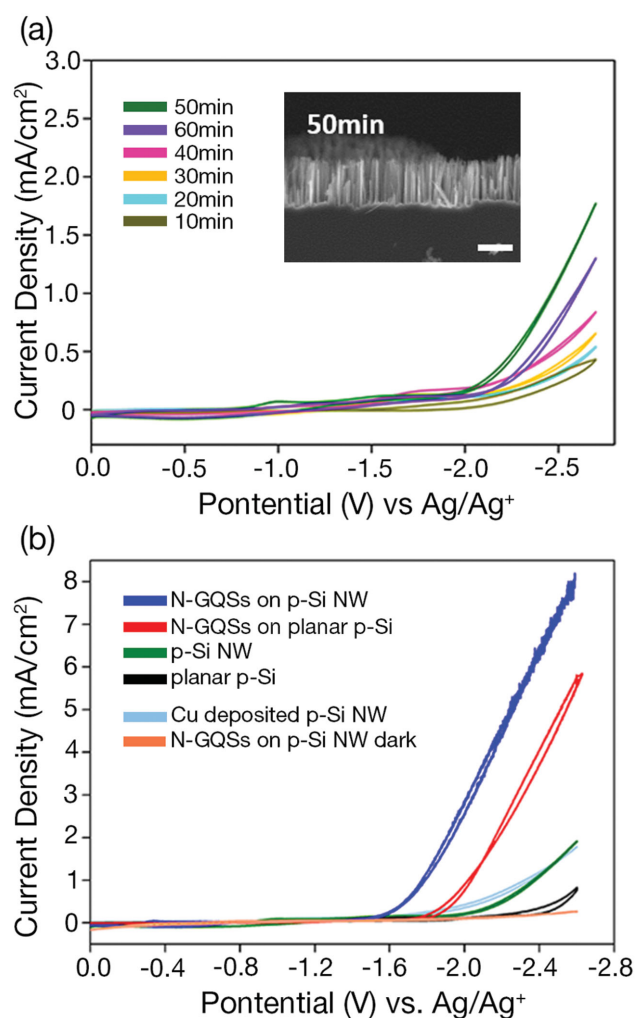 (a)
Current Density (mA/cm²)
3.0
2.5
2.0
1.5
1.0
0.5
0
50min
60min
40min
30min
20min
10min
50min
0.0 -0.5 -1.0 -1.5 -2.0 -2.5
Pontential (V) vs Ag/Ag⁺
(b)
Current Density (mA/cm²)
8
7
6
5
4
3
2
1
0
N-GQSs on p-Si NW
N-GQSs on planar p-Si
p-Si NW
planar p-Si
Cu deposited p-Si NW
N-GQSs on p-Si NW dark
0.0 -0.4 -0.8 -1.2 -1.6 -2.0 -2.4 -2.8
Pontential (V) vs. Ag/Ag⁺